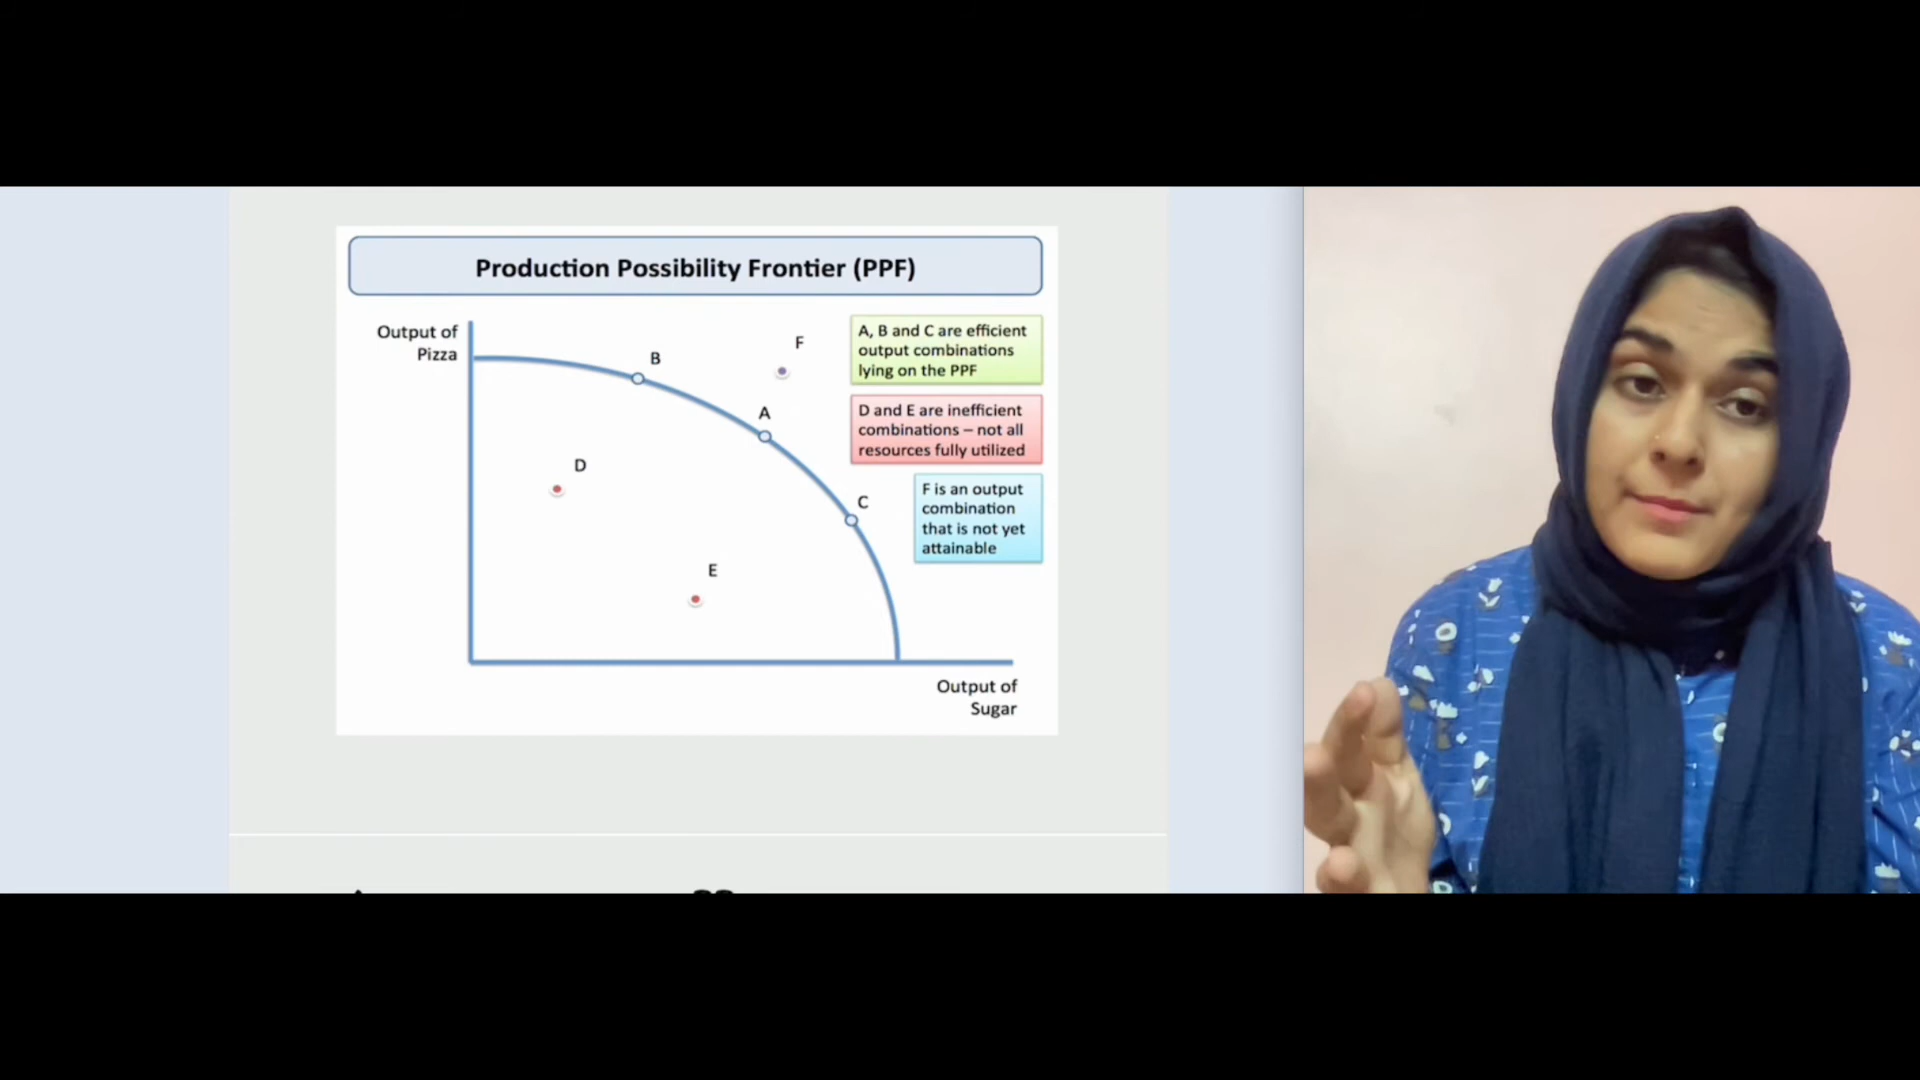 Production Possibility Frontier (PPF)
Output of
Pizza
B
F
A
D
C
E
A, B and C are efficient
output combinations
lying on the PPF
D and E are inefficient
combinations – not all
resources fully utilized
F is an output
combination
that is not yet
attainable
Output of
Sugar